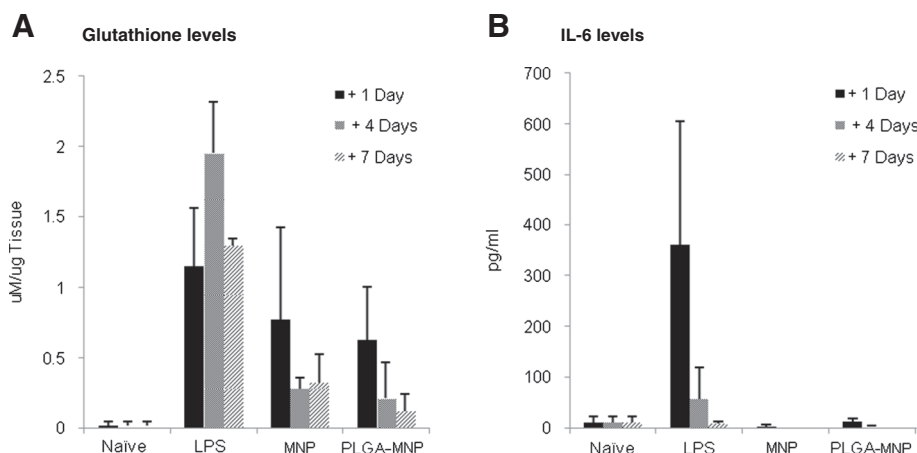 A Glutathione levels
uM/ug Tissue
2.5
2
1.5
1
0.5
0
+ 1 Day
+ 4 Days
+ 7 Days
Naïve LPS MNP PLGA-MNP
B IL-6 levels
pg/ml
700
600
500
400
300
200
100
0
+ 1 Day
+ 4 Days
+ 7 Days
Naïve LPS MNP PLGA-MNP